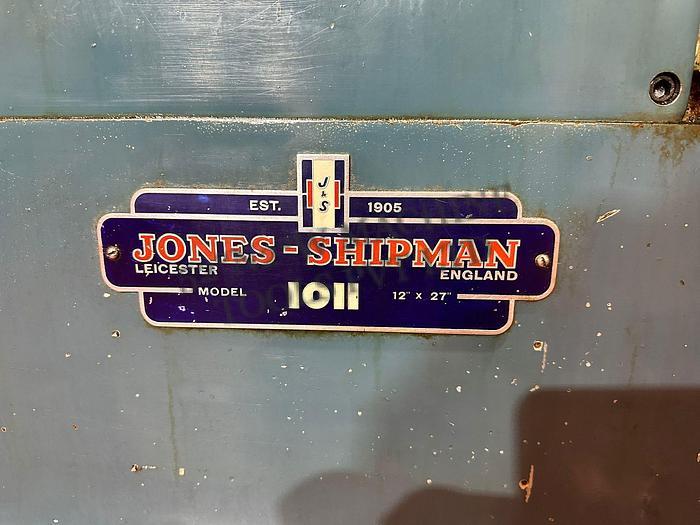 J & S
EST. 1905
JONES - SHIPMAN
LEICESTER ENGLAND
MODEL 1011 12" x 27"